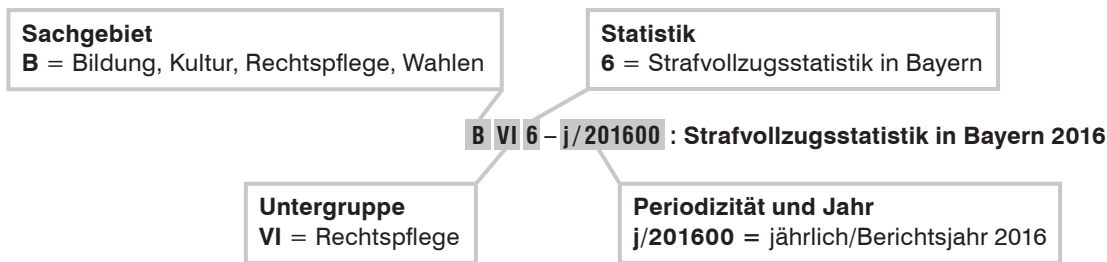 Sachgebiet
B = Bildung, Kultur, Rechtspflege, Wahlen
Statistik
6 = Strafvollzugsstatistik in Bayern
B VI 6 – j/201600 : Strafvollzugsstatistik in Bayern 2016
Untergruppe
VI = Rechtspflege
Periodizität und Jahr
j/201600 = jährlich/Berichtsjahr 2016